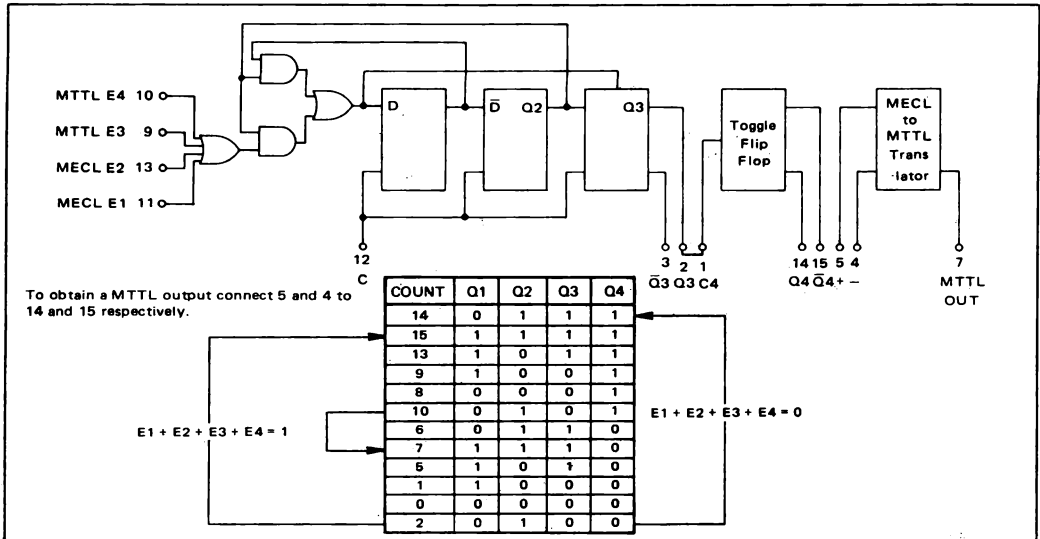 MTTL E4 10
MTTL E3 9
MECL E2 13
MECL E1 11
D
D̅ Q2
Q3
Toggle
Flip
Flop
MECL
to
MTTL
Trans
lator
12
C
3 2 1
Q̅3 Q3 C4
14 15 5 4
Q4 Q̅4 + −
7
MTTL
OUT
To obtain a MTTL output connect 5 and 4 to
14 and 15 respectively.
COUNT Q1 Q2 Q3 Q4
14 0 1 1 1
15 1 1 1 1
13 1 0 1 1
9 1 0 0 1
8 0 0 0 1
10 0 1 0 1
6 0 1 1 0
7 1 1 1 0
5 1 0 1 0
1 1 0 0 0
0 0 0 0 0
2 0 1 0 0
E1 + E2 + E3 + E4 = 1
E1 + E2 + E3 + E4 = 0